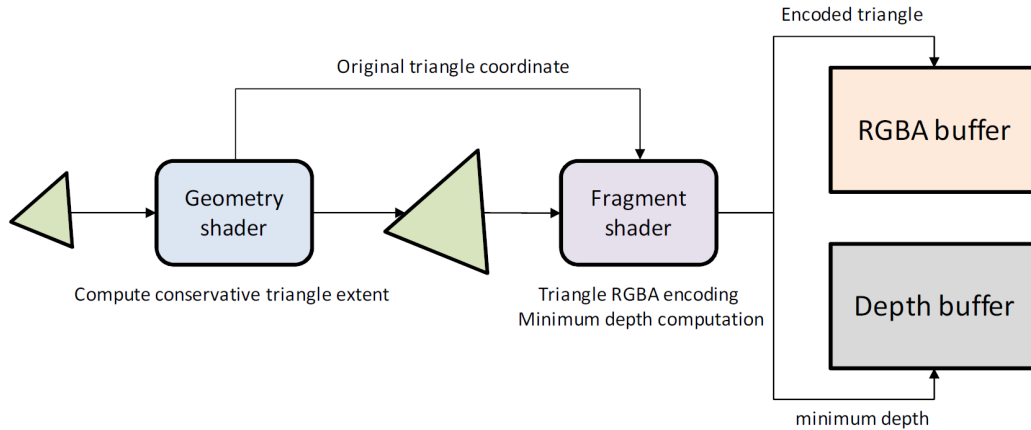 Encoded triangle
Original triangle coordinate
RGBA buffer
Geometry
shader
Fragment
shader
Compute conservative triangle extent
Triangle RGBA encoding
Minimum depth computation
Depth buffer
minimum depth